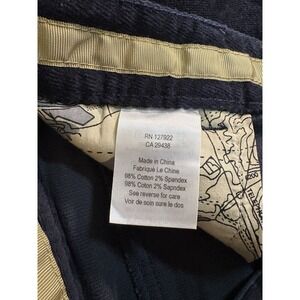 RN 127922
CA 29438
Made in China
Fabriqué Le Chine
98% Cotton 2% Spandex
98% Coton 2% Sapndex
See reverse for care
Voir de soin sur le dos